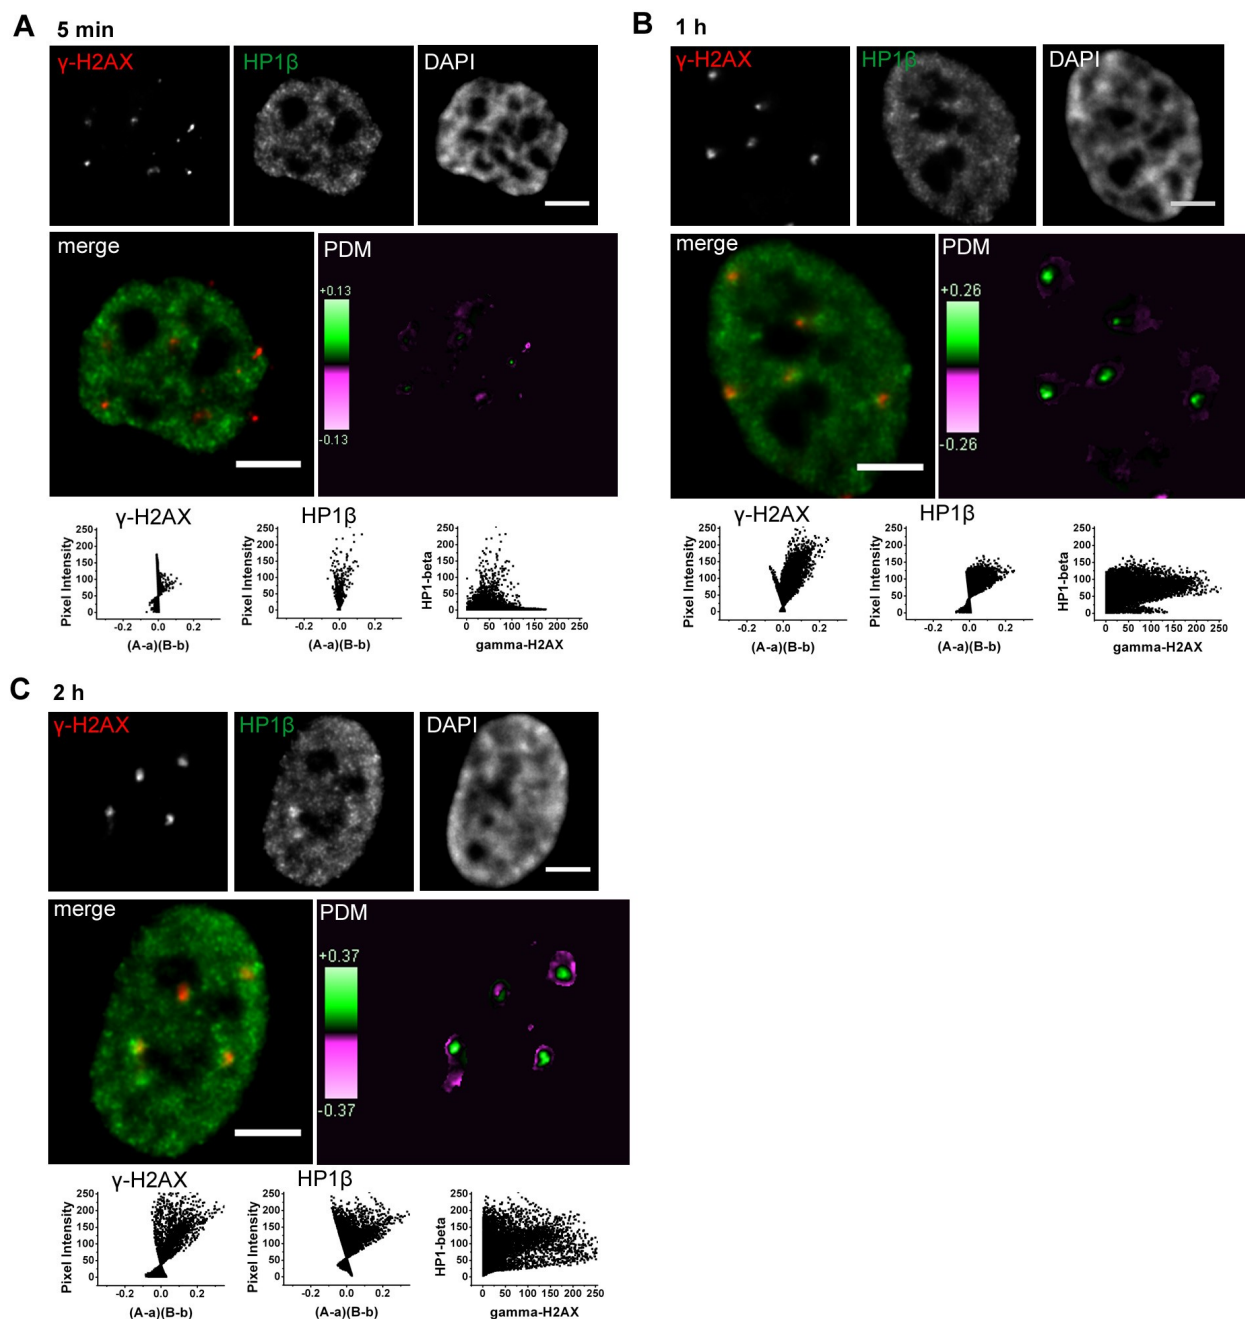 A 5 min
γ-H2AX HP1β DAPI
merge PDM
+0.13
-0.13
γ-H2AX HP1β
Pixel Intensity
250
200
150
100
50
0
-0.2 0.0 0.2
(A-a)(B-b)
Pixel Intensity
250
200
150
100
50
0
-0.2 0.0 0.2
(A-a)(B-b)
HP1-beta
250
200
150
100
50
0
0 50 100 150 200 250
gamma-H2AX
B 1 h
γ-H2AX HP1β DAPI
merge PDM
+0.26
-0.26
γ-H2AX HP1β
Pixel Intensity
250
200
150
100
50
0
-0.2 0.0 0.2
(A-a)(B-b)
Pixel Intensity
250
200
150
100
50
0
-0.2 0.0 0.2
(A-a)(B-b)
HP1-beta
250
200
150
100
50
0
0 50 100 150 200 250
gamma-H2AX
C 2 h
γ-H2AX HP1β DAPI
merge PDM
+0.37
-0.37
γ-H2AX HP1β
Pixel Intensity
250
200
150
100
50
0
-0.2 0.0 0.2
(A-a)(B-b)
Pixel Intensity
250
200
150
100
50
0
-0.2 0.0 0.2
(A-a)(B-b)
HP1-beta
250
200
150
100
50
0
0 50 100 150 200 250
gamma-H2AX